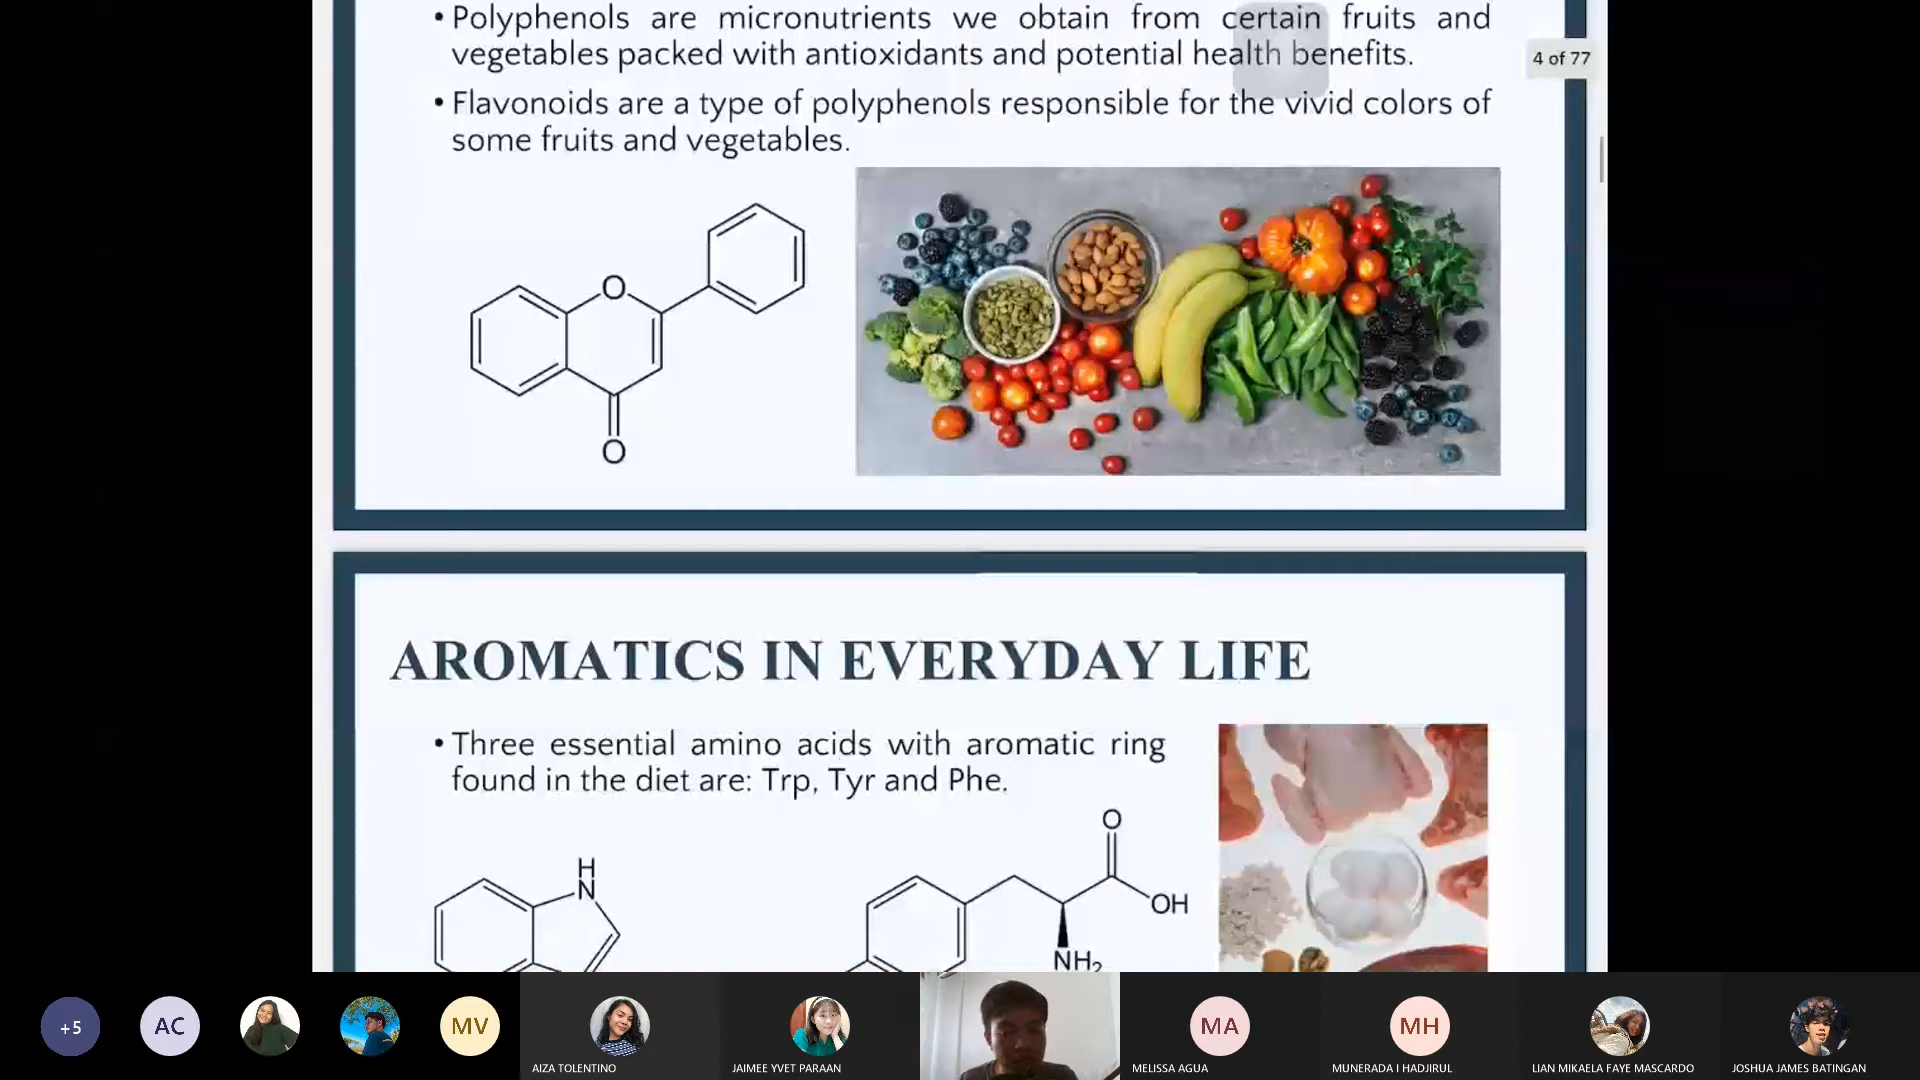 • Polyphenols are micronutrients we obtain from certain fruits and
vegetables packed with antioxidants and potential health benefits.
4 of 77
• Flavonoids are a type of polyphenols responsible for the vivid colors of
some fruits and vegetables.
O
O
AROMATICS IN EVERYDAY LIFE
• Three essential amino acids with aromatic ring
found in the diet are: Trp, Tyr and Phe.
O
H
N
OH
NH2
+5
AC
MV
MA
MH
AIZA TOLENTINO
JAIMEE YVET PARAAN
MELISSA AGUA
MUNERADA I HADJIRUL
LIAN MIKAELA FAYE MASCARDO
JOSHUA JAMES BATINGAN